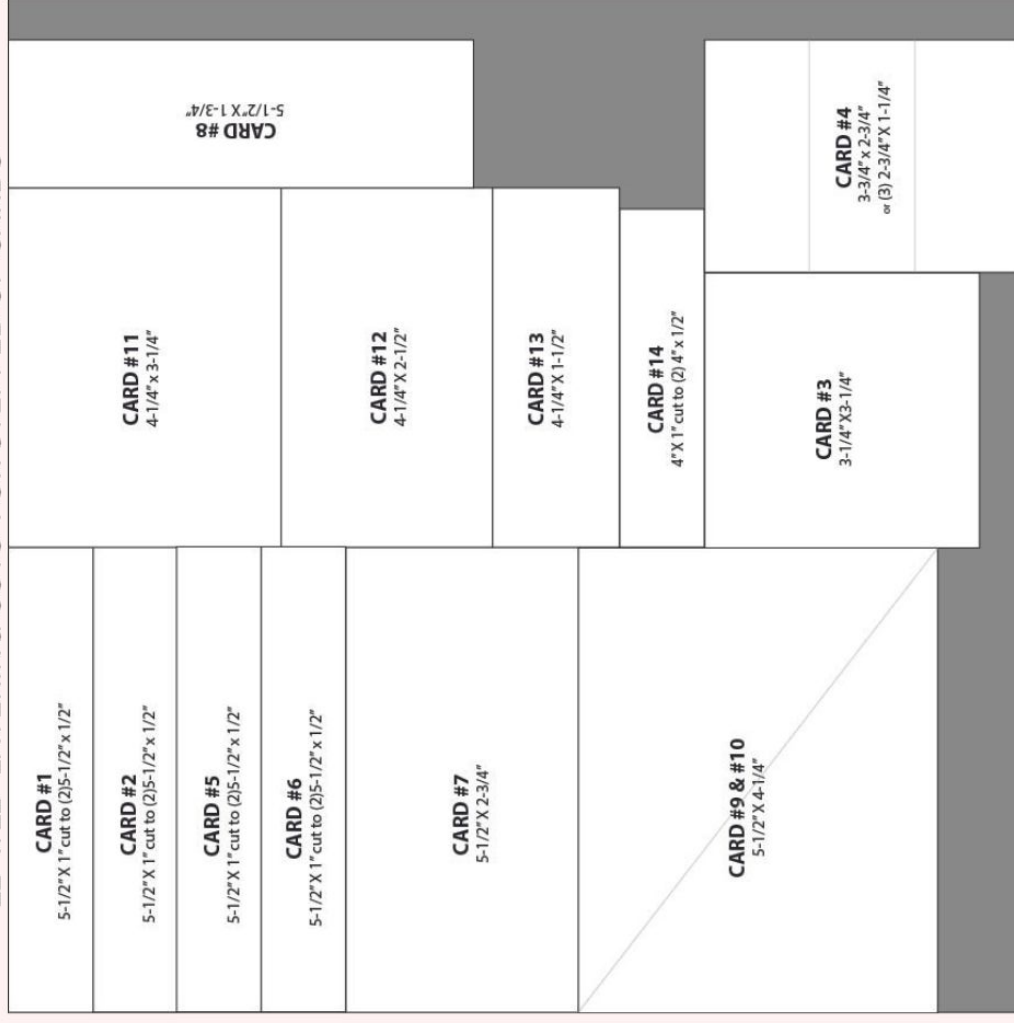 CARD #1
5-1/2" X 1" cut to (2)5-1/2" x 1/2"
CARD #2
5-1/2" X 1" cut to (2)5-1/2" x 1/2"
CARD #5
5-1/2" X 1" cut to (2)5-1/2" x 1/2"
CARD #6
5-1/2" X 1" cut to (2)5-1/2" x 1/2"
CARD #7
5-1/2" X 2-3/4"
CARD #9 & #10
5-1/2" X 4-1/4"
CARD #11
4-1/4" x 3-1/4"
CARD #12
4-1/4" X 2-1/2"
CARD #13
4-1/4" X 1-1/2"
CARD #14
4" X 1" cut to (2) 4" x 1/2"
CARD #3
3-1/4" X3-1/4"
CARD #8
5-1/2" X 1-3/4"
CARD #4
3-3/4" x 2-3/4"
or (3) 2-3/4" X 1-1/4"